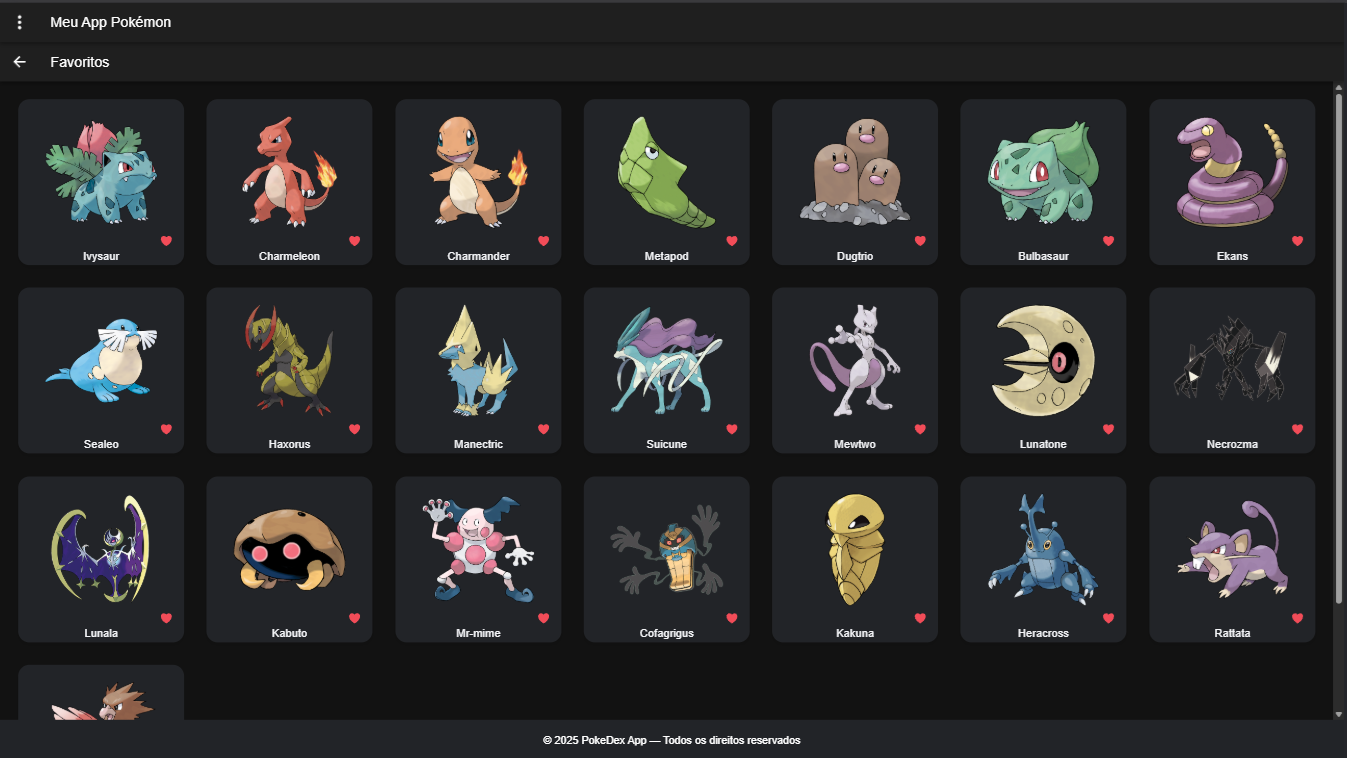 Meu App Pokémon
Favoritos
Ivysaur
Charmeleon
Charmander
Metapod
Dugtrio
Bulbasaur
Ekans
Sealeo
Haxorus
Manectric
Suicune
Mewtwo
Lunatone
Necrozma
Lunala
Kabuto
Mr-mime
Cofagrigus
Kakuna
Heracross
Rattata
© 2025 PokeDex App — Todos os direitos reservados